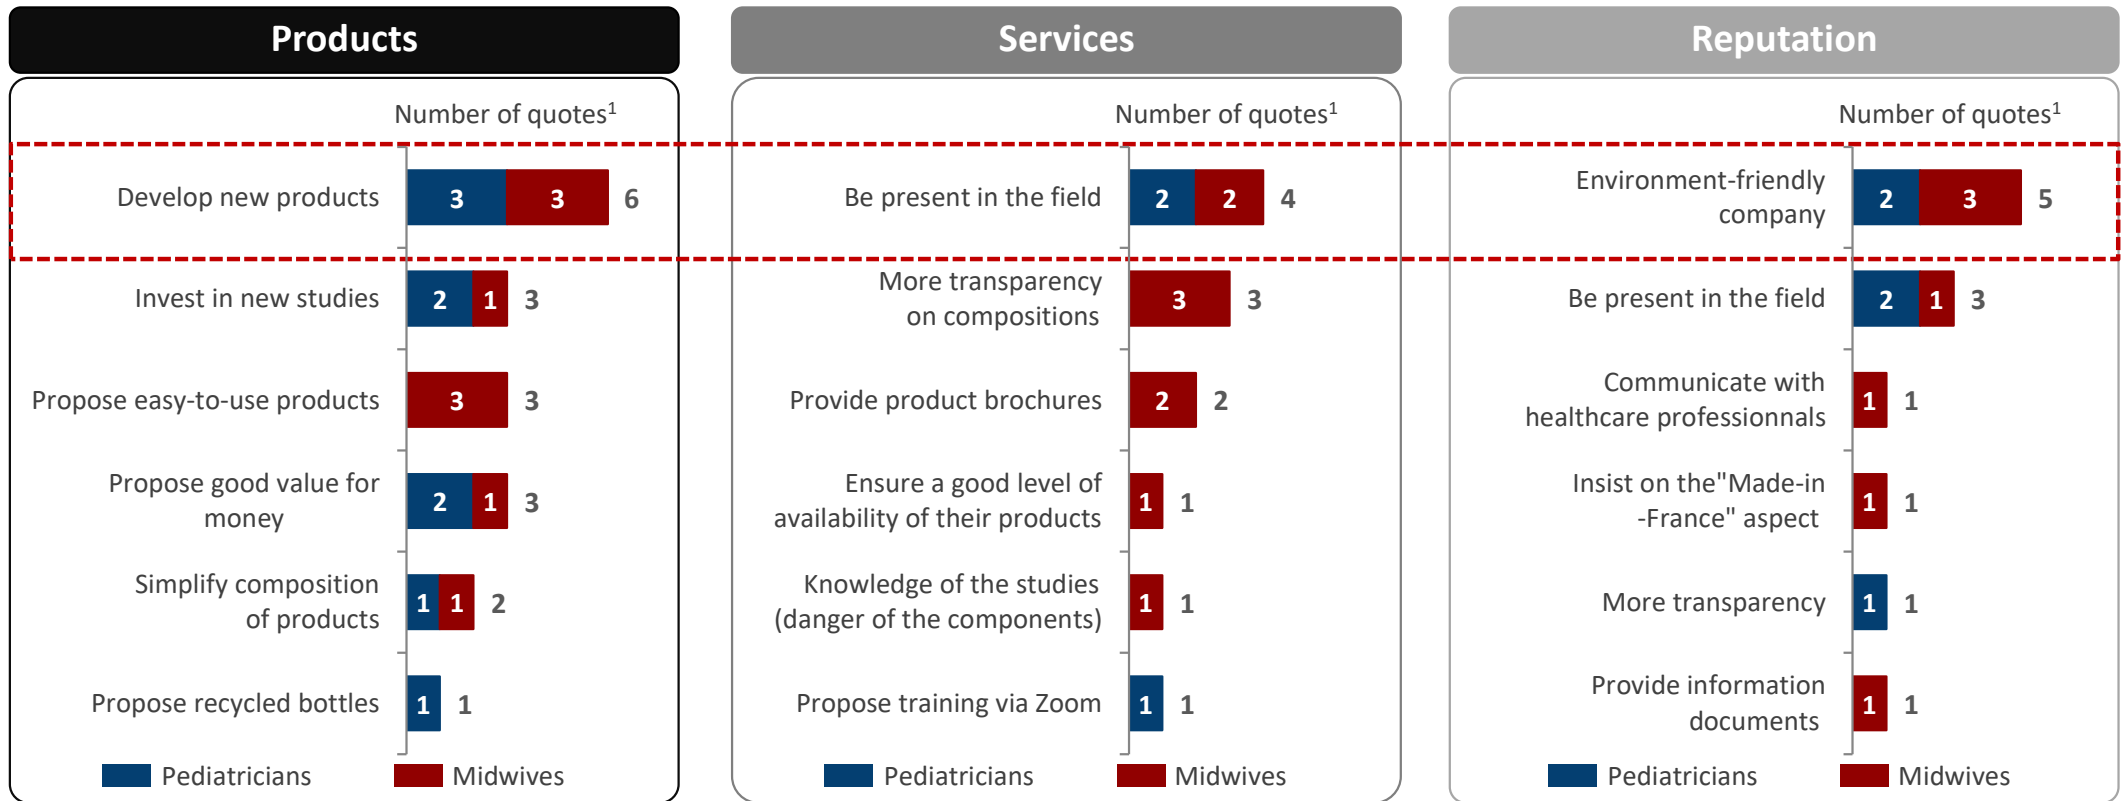 Products
Number of quotes1
Develop new products
3 3 6
Invest in new studies
2 1 3
Propose easy-to-use products
3 3
Propose good value for
money
2 1 3
Simplify composition
of products
1 1 2
Propose recycled bottles
1 1
Pediatricians Midwives
Services
Number of quotes1
Be present in the field
2 2 4
More transparency
on compositions
3 3
Provide product brochures
2 2
Ensure a good level of
availability of their products
1 1
Knowledge of the studies
(danger of the components)
1 1
Propose training via Zoom
1 1
Pediatricians Midwives
Reputation
Number of quotes1
Environment-friendly
company
2 3 5
Be present in the field
2 1 3
Communicate with
healthcare professionnals
1 1
Insist on the"Made-in
-France" aspect
1 1
More transparency
1 1
Provide information
documents
1 1
Pediatricians Midwives